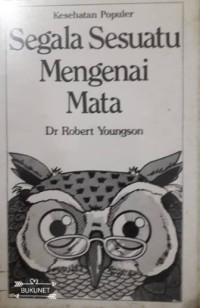 Kesehatan Populer
Segala Sesuatu
Mengenai
Mata
Dr Robert Youngson
BUKUNET